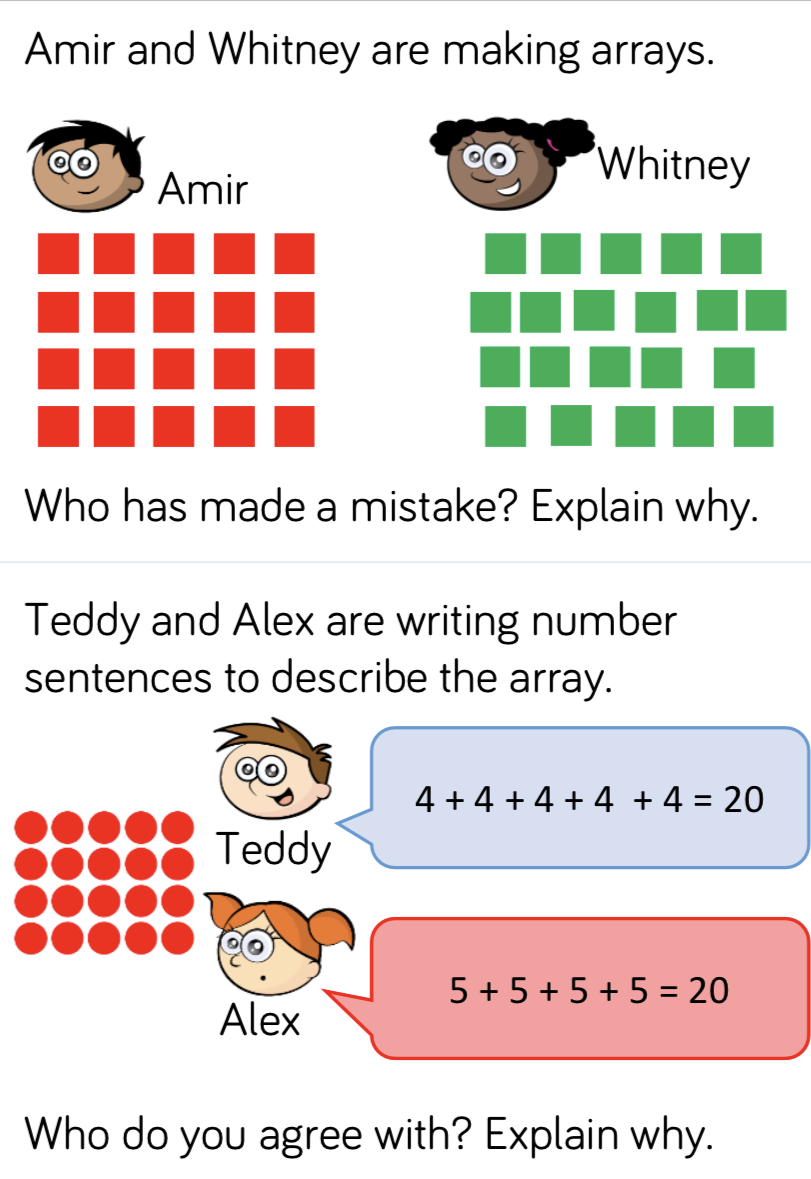 Amir and Whitney are making arrays.
Amir
Whitney
Who has made a mistake? Explain why.
Teddy and Alex are writing number
sentences to describe the array.
4 + 4 + 4 + 4 + 4 = 20
Teddy
5 + 5 + 5 + 5 = 20
Alex
Who do you agree with? Explain why.